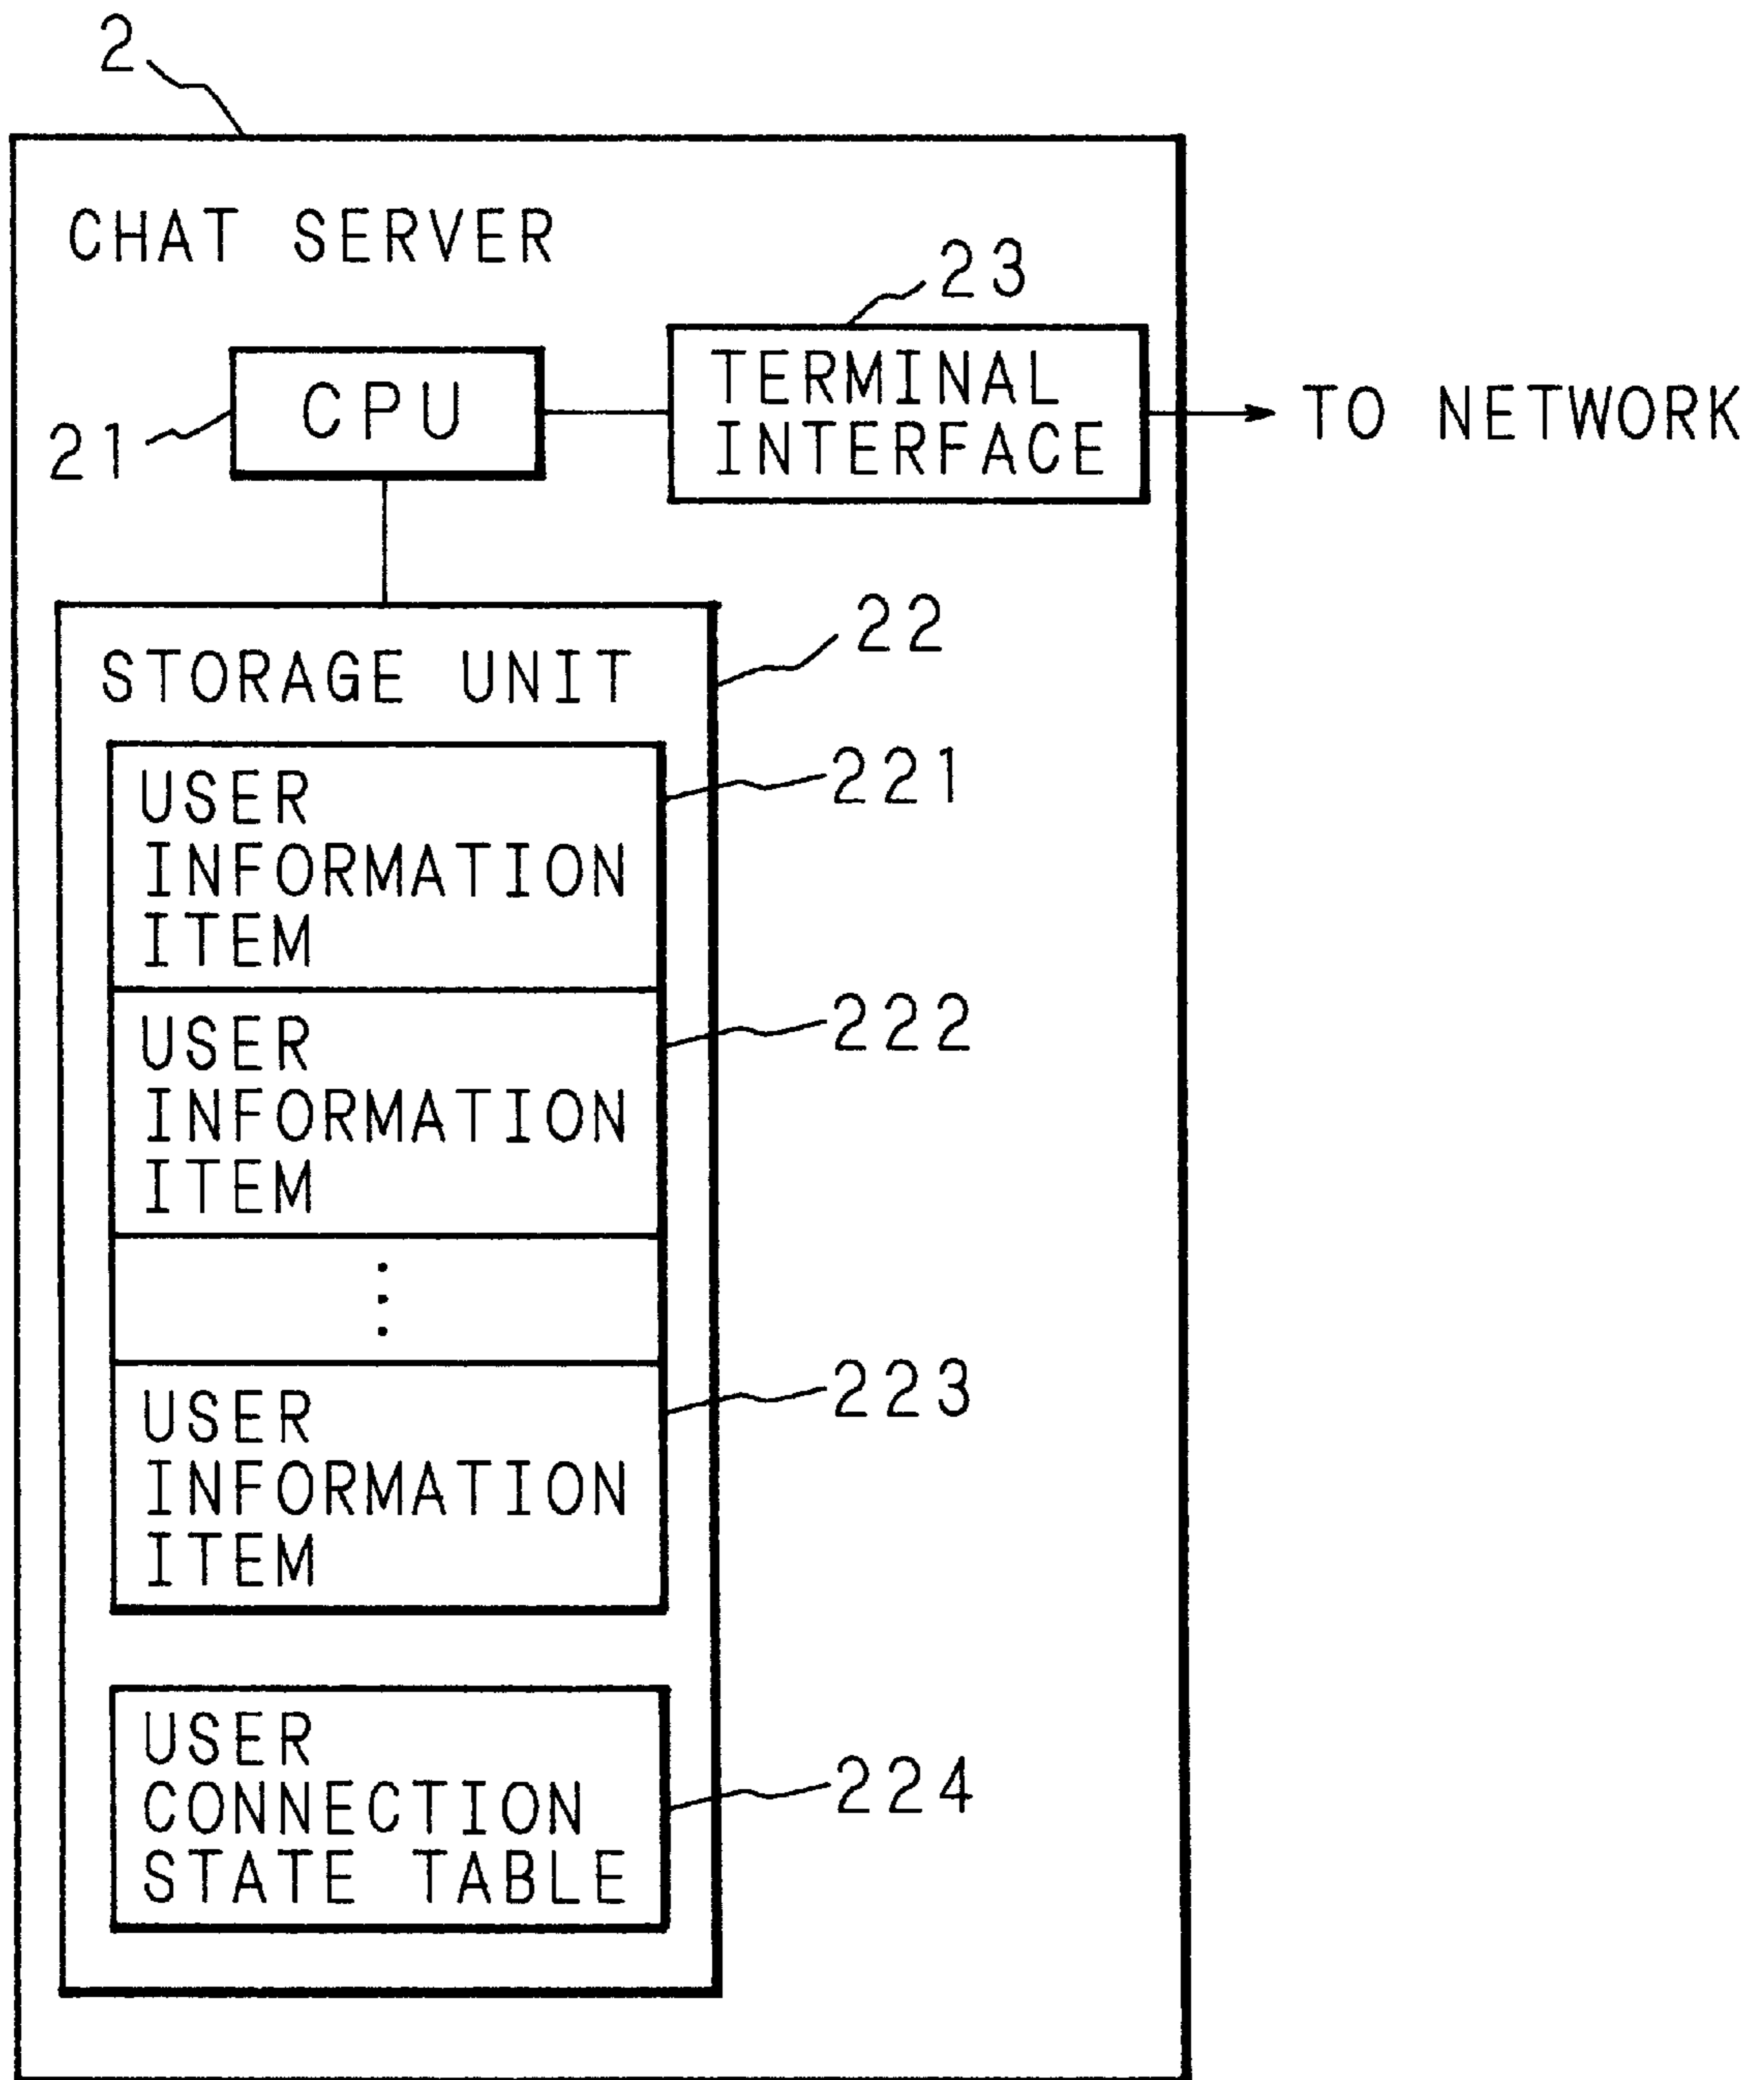 2
CHAT SERVER
23
TERMINAL
INTERFACE
CPU
21
TO NETWORK
22
STORAGE UNIT
221
USER
INFORMATION
ITEM
222
USER
INFORMATION
ITEM
223
USER
INFORMATION
ITEM
224
USER
CONNECTION
STATE TABLE